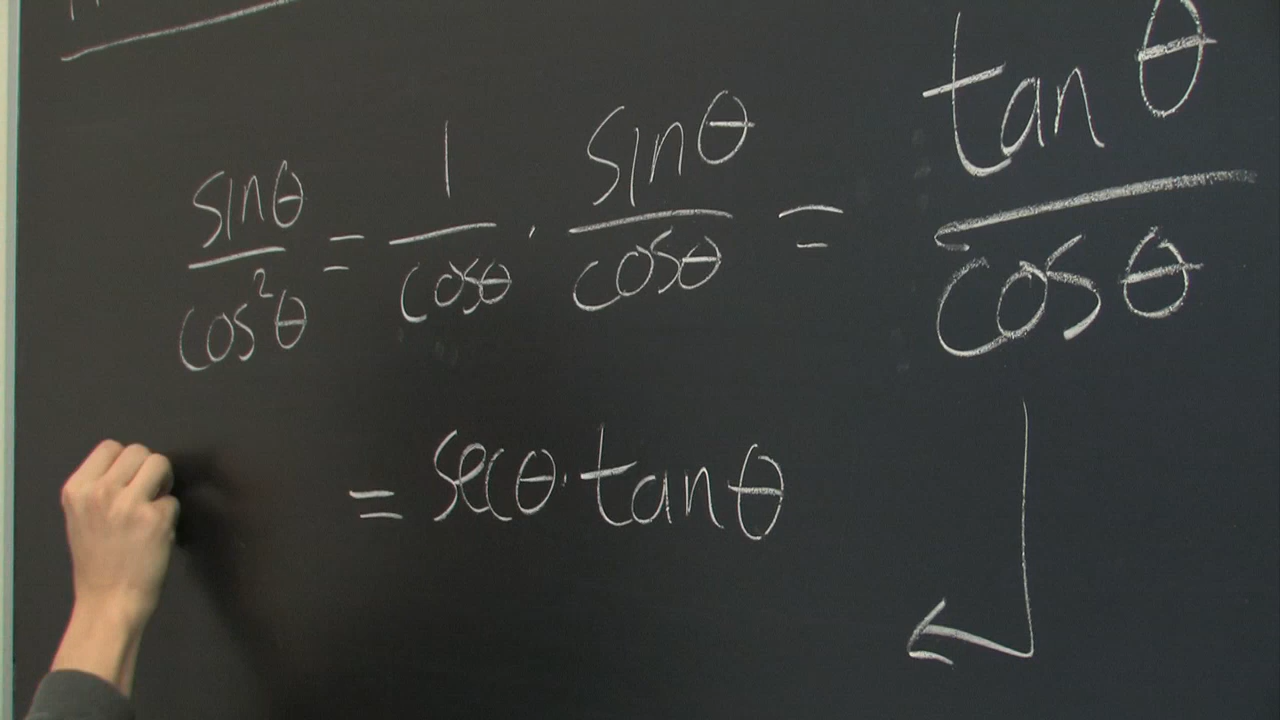 sinθ/cos²θ = 1/cosθ · sinθ/cosθ = tanθ/cosθ
= secθ · tanθ